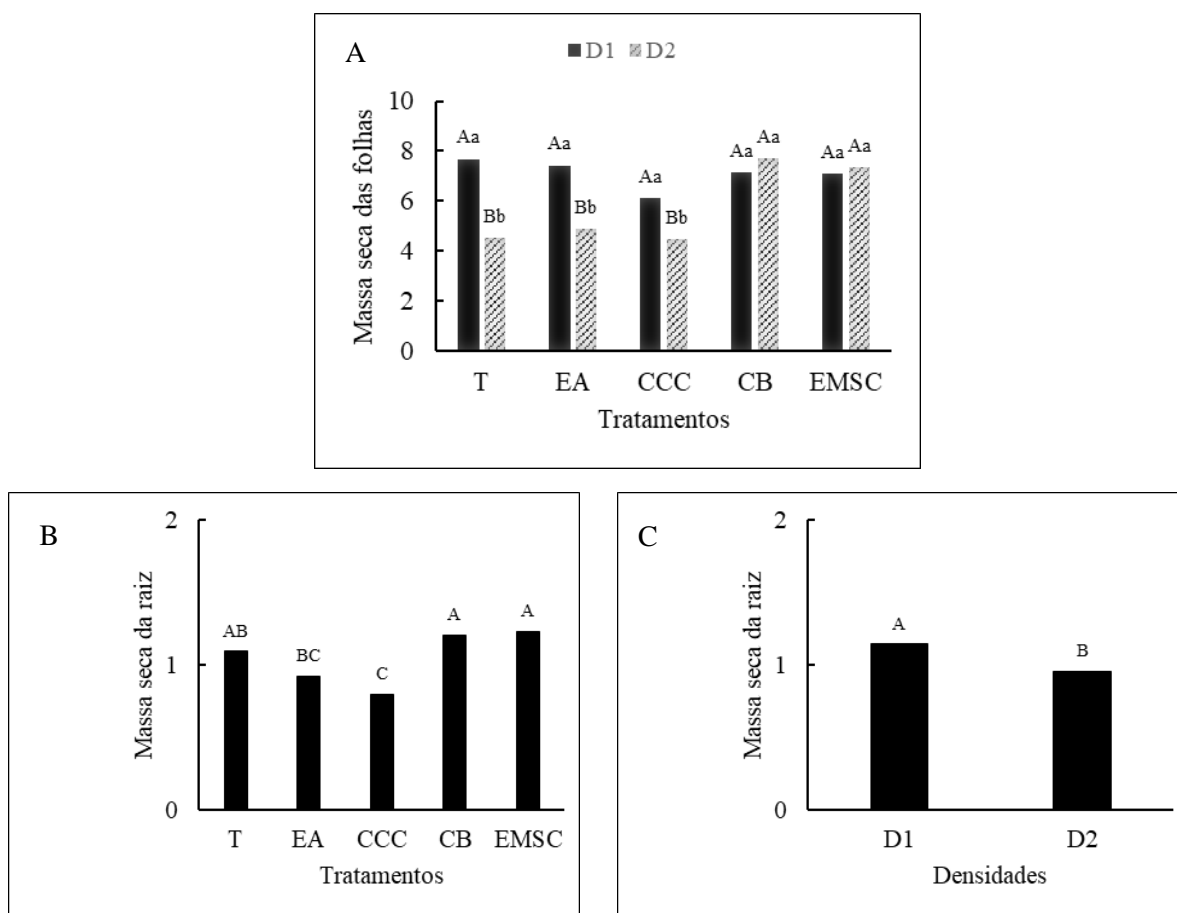 A
D1 D2
Massa seca das folhas
10
8
6
4
2
0
Aa Aa Aa Aa Aa Aa Aa
Bb Bb Bb
T EA CCC CB EMSC
Tratamentos
B
Massa seca da raiz
2
1
0
AB BC C A A
T EA CCC CB EMSC
Tratamentos
C
Massa seca da raiz
2
1
0
A B
D1 D2
Densidades